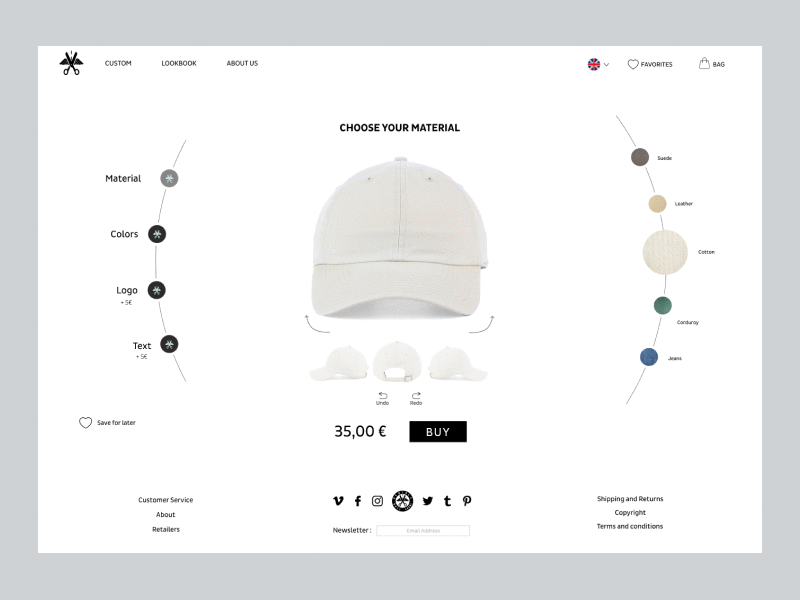 CUSTOM
LOOKBOOK
ABOUT US
FAVORITES
BAG
CHOOSE YOUR MATERIAL
Material
Colors
Logo
+ 5€
Text
+ 5€
Suede
Leather
Cotton
Corduroy
Jeans
Undo
Redo
Save for later
35,00 €
BUY
Customer Service
About
Retailers
Newsletter :
Email Address
Shipping and Returns
Copyright
Terms and conditions